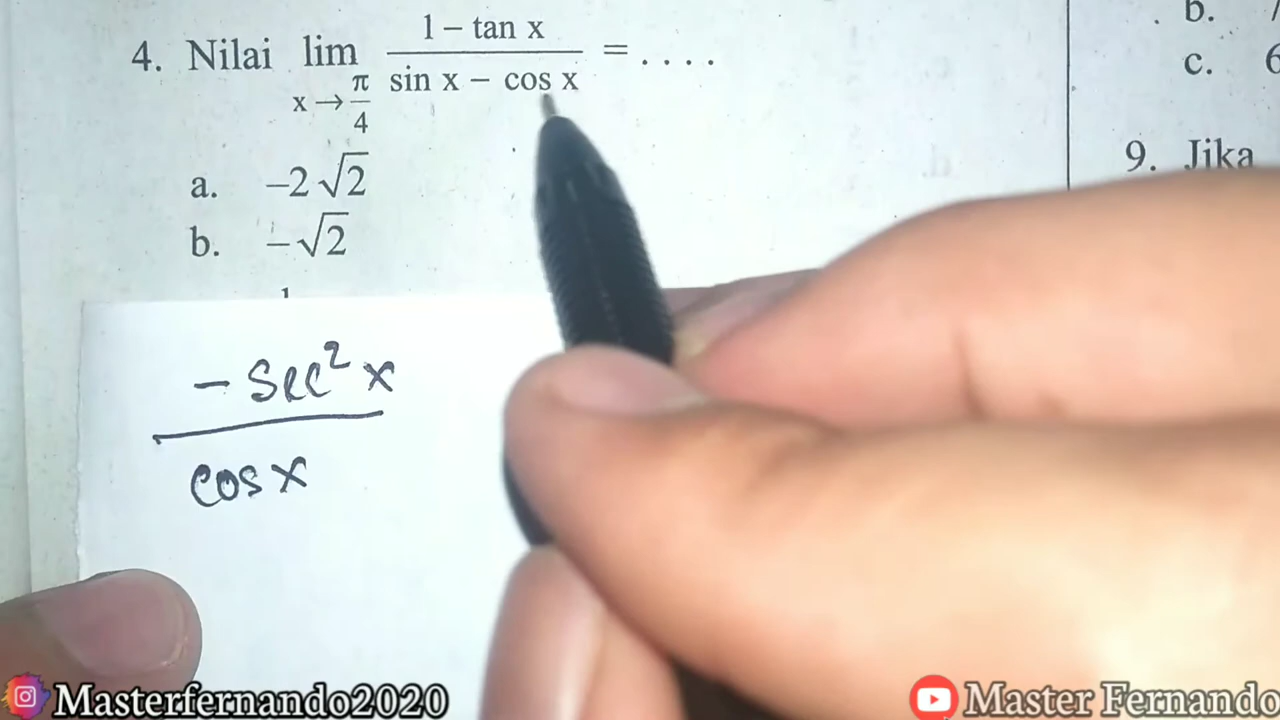 4. Nilai lim 1 – tan x / sin x – cos x = . . . .
x → π/4
a. –2√2
b. –√2
b.
c. 6
9. Jika
– Sec² x
cos x
Masterfernando2020
Master Fernando